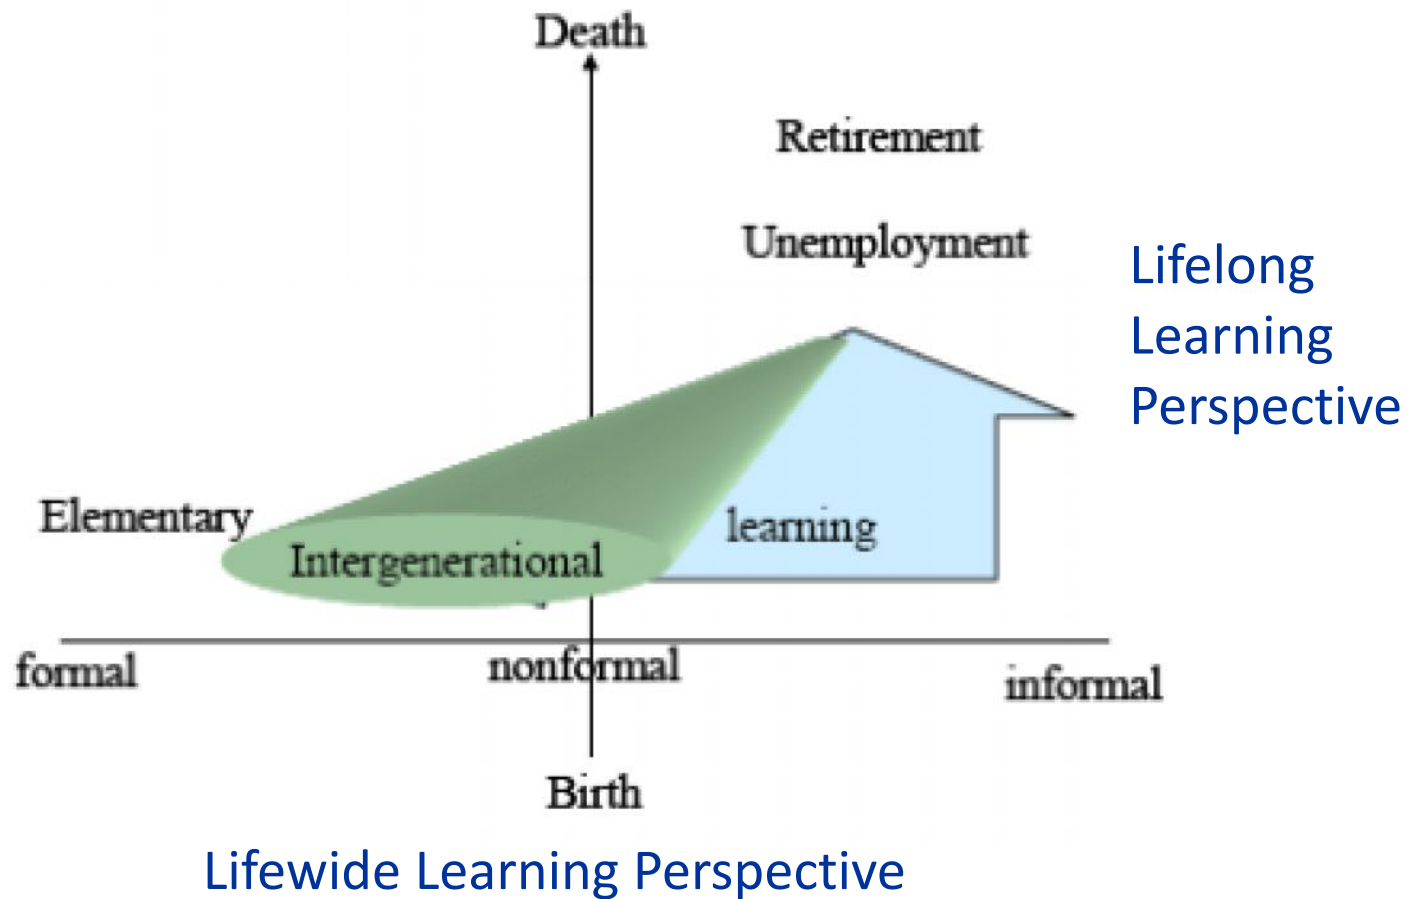 Death
Retirement
Unemployment
Lifelong
Learning
Perspective
Elementary
learning
Intergenerational
formal
nonformal
informal
Birth
Lifewide Learning Perspective